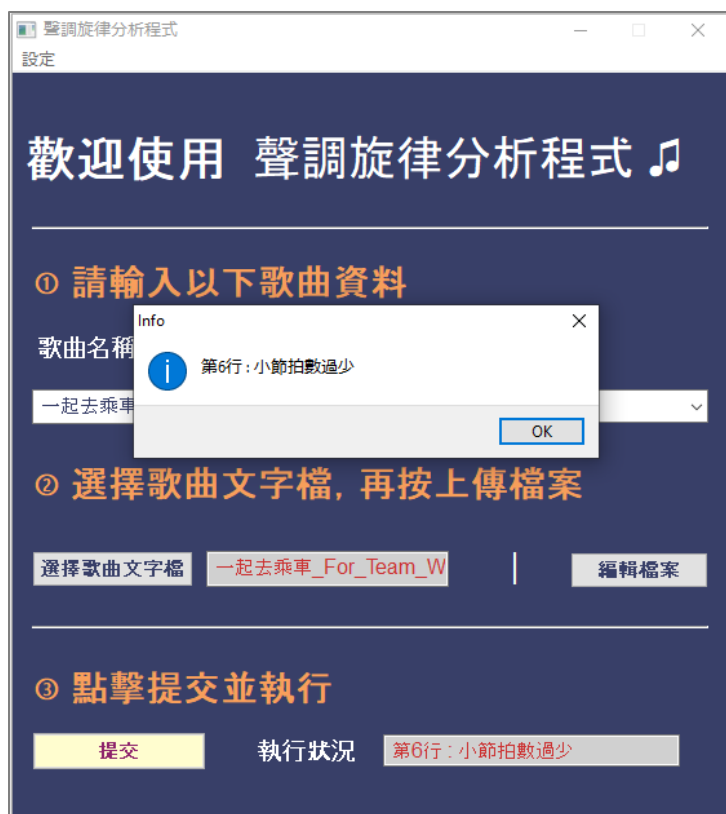 聲調旋律分析程式
設定
歡迎使用 聲調旋律分析程式 ♫
① 請輸入以下歌曲資料
Info
歌曲名稱
第6行 : 小節拍數過少
一起去乘車
OK
② 選擇歌曲文字檔, 再按上傳檔案
選擇歌曲文字檔 一起去乘車_For_Team_W 編輯檔案
③ 點擊提交並執行
提交 執行狀況 第6行 : 小節拍數過少